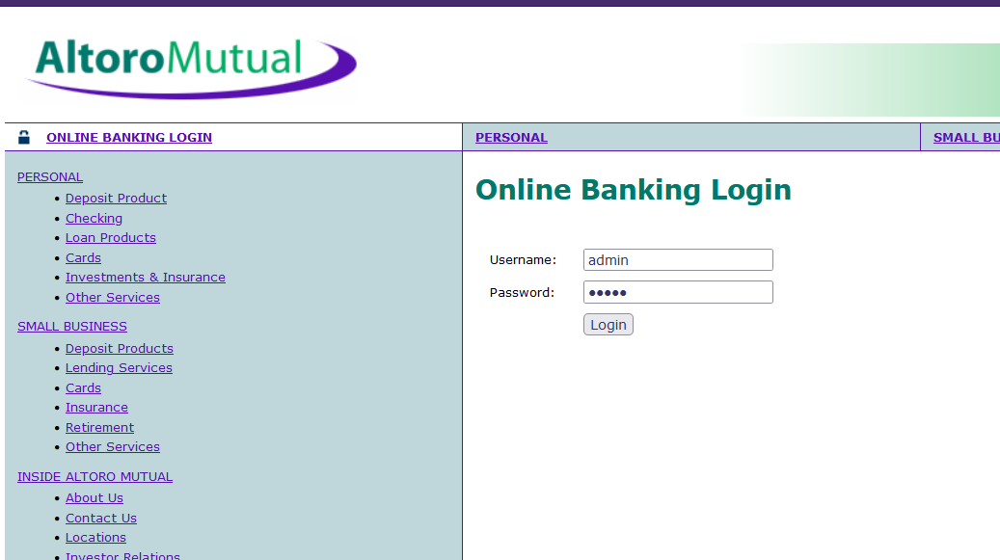 AltoroMutual
ONLINE BANKING LOGIN
PERSONAL
SMALL BU
PERSONAL
Deposit Product
Checking
Loan Products
Cards
Investments & Insurance
Other Services
SMALL BUSINESS
Deposit Products
Lending Services
Cards
Insurance
Retirement
Other Services
INSIDE ALTORO MUTUAL
About Us
Contact Us
Locations
Investor Relations
Online Banking Login
Username: admin
Password: •••••
Login